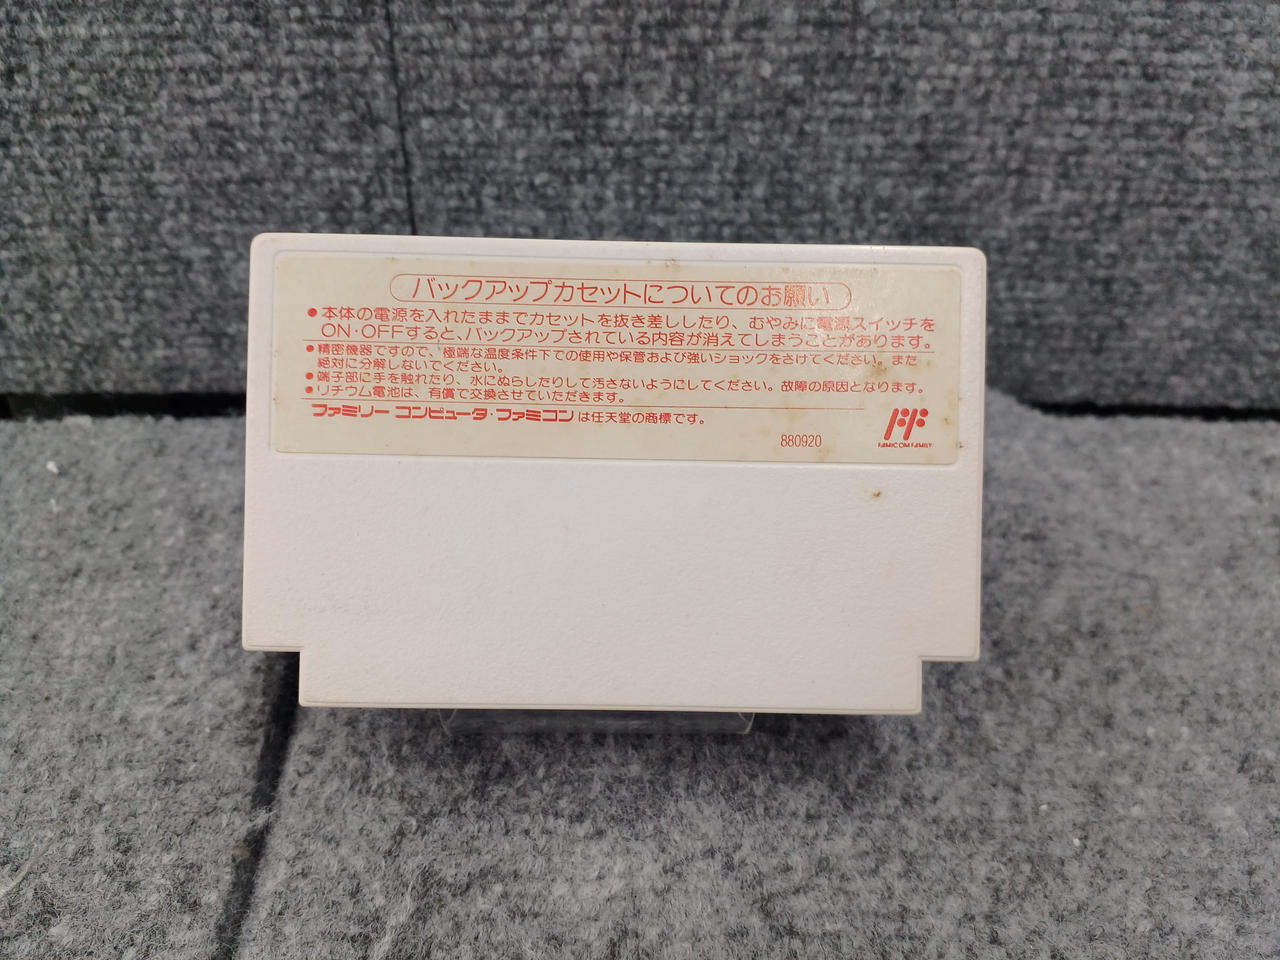 バックアップカセットについてのお願い
●本体の電源を入れたままでカセットを抜き差ししたり、むやみに電源スイッチを
ON・OFFすると、バックアップされている内容が消えてしまうことがあります。
●精密機器ですので、極端な温度条件下での使用や保管および強いショックをさけてください。また
絶対に分解しないでください。
●端子部に手を触れたり、水にぬらしたりして汚さないようにしてください。故障の原因となります。
●リチウム電池は、有償で交換させていただきます。
ファミリー コンピュータ・ファミコンは任天堂の商標です。
880920
FAMICOM FAMILY